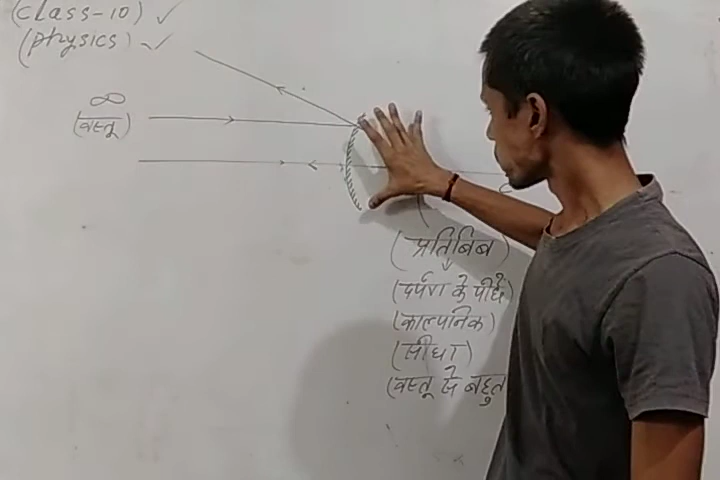 (Class-10) ✓
(Physics) ✓
∞
(वस्तू)
C
(प्रतिबिंब)
(दर्पण के पीछे)
(काल्पनिक)
(सीधा)
(वस्तू से बहुत